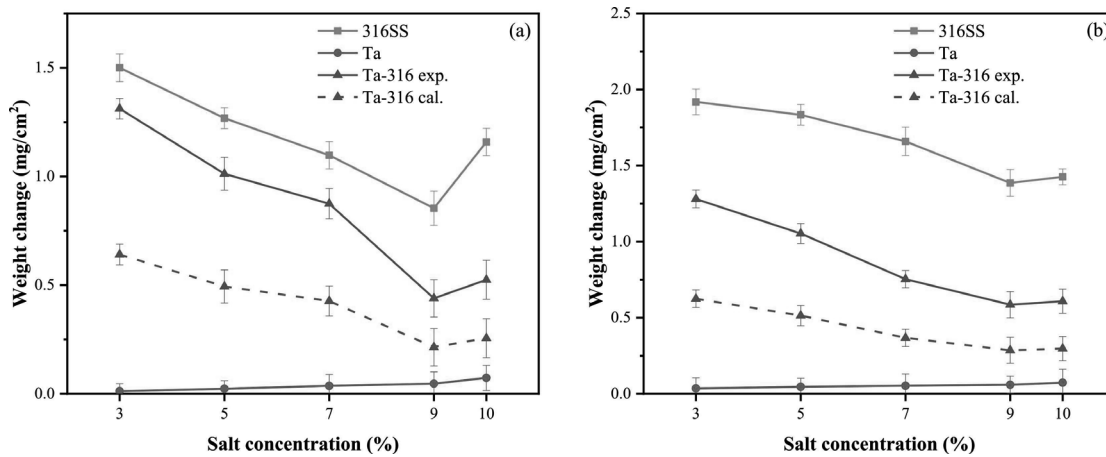 (a)
316SS
Ta
Ta-316 exp.
Ta-316 cal.
Weight change (mg/cm²)
1.5
1.0
0.5
0.0
3
5
7
9
10
Salt concentration (%)
(b)
316SS
Ta
Ta-316 exp.
Ta-316 cal.
Weight change (mg/cm²)
2.5
2.0
1.5
1.0
0.5
0.0
3
5
7
9
10
Salt concentration (%)